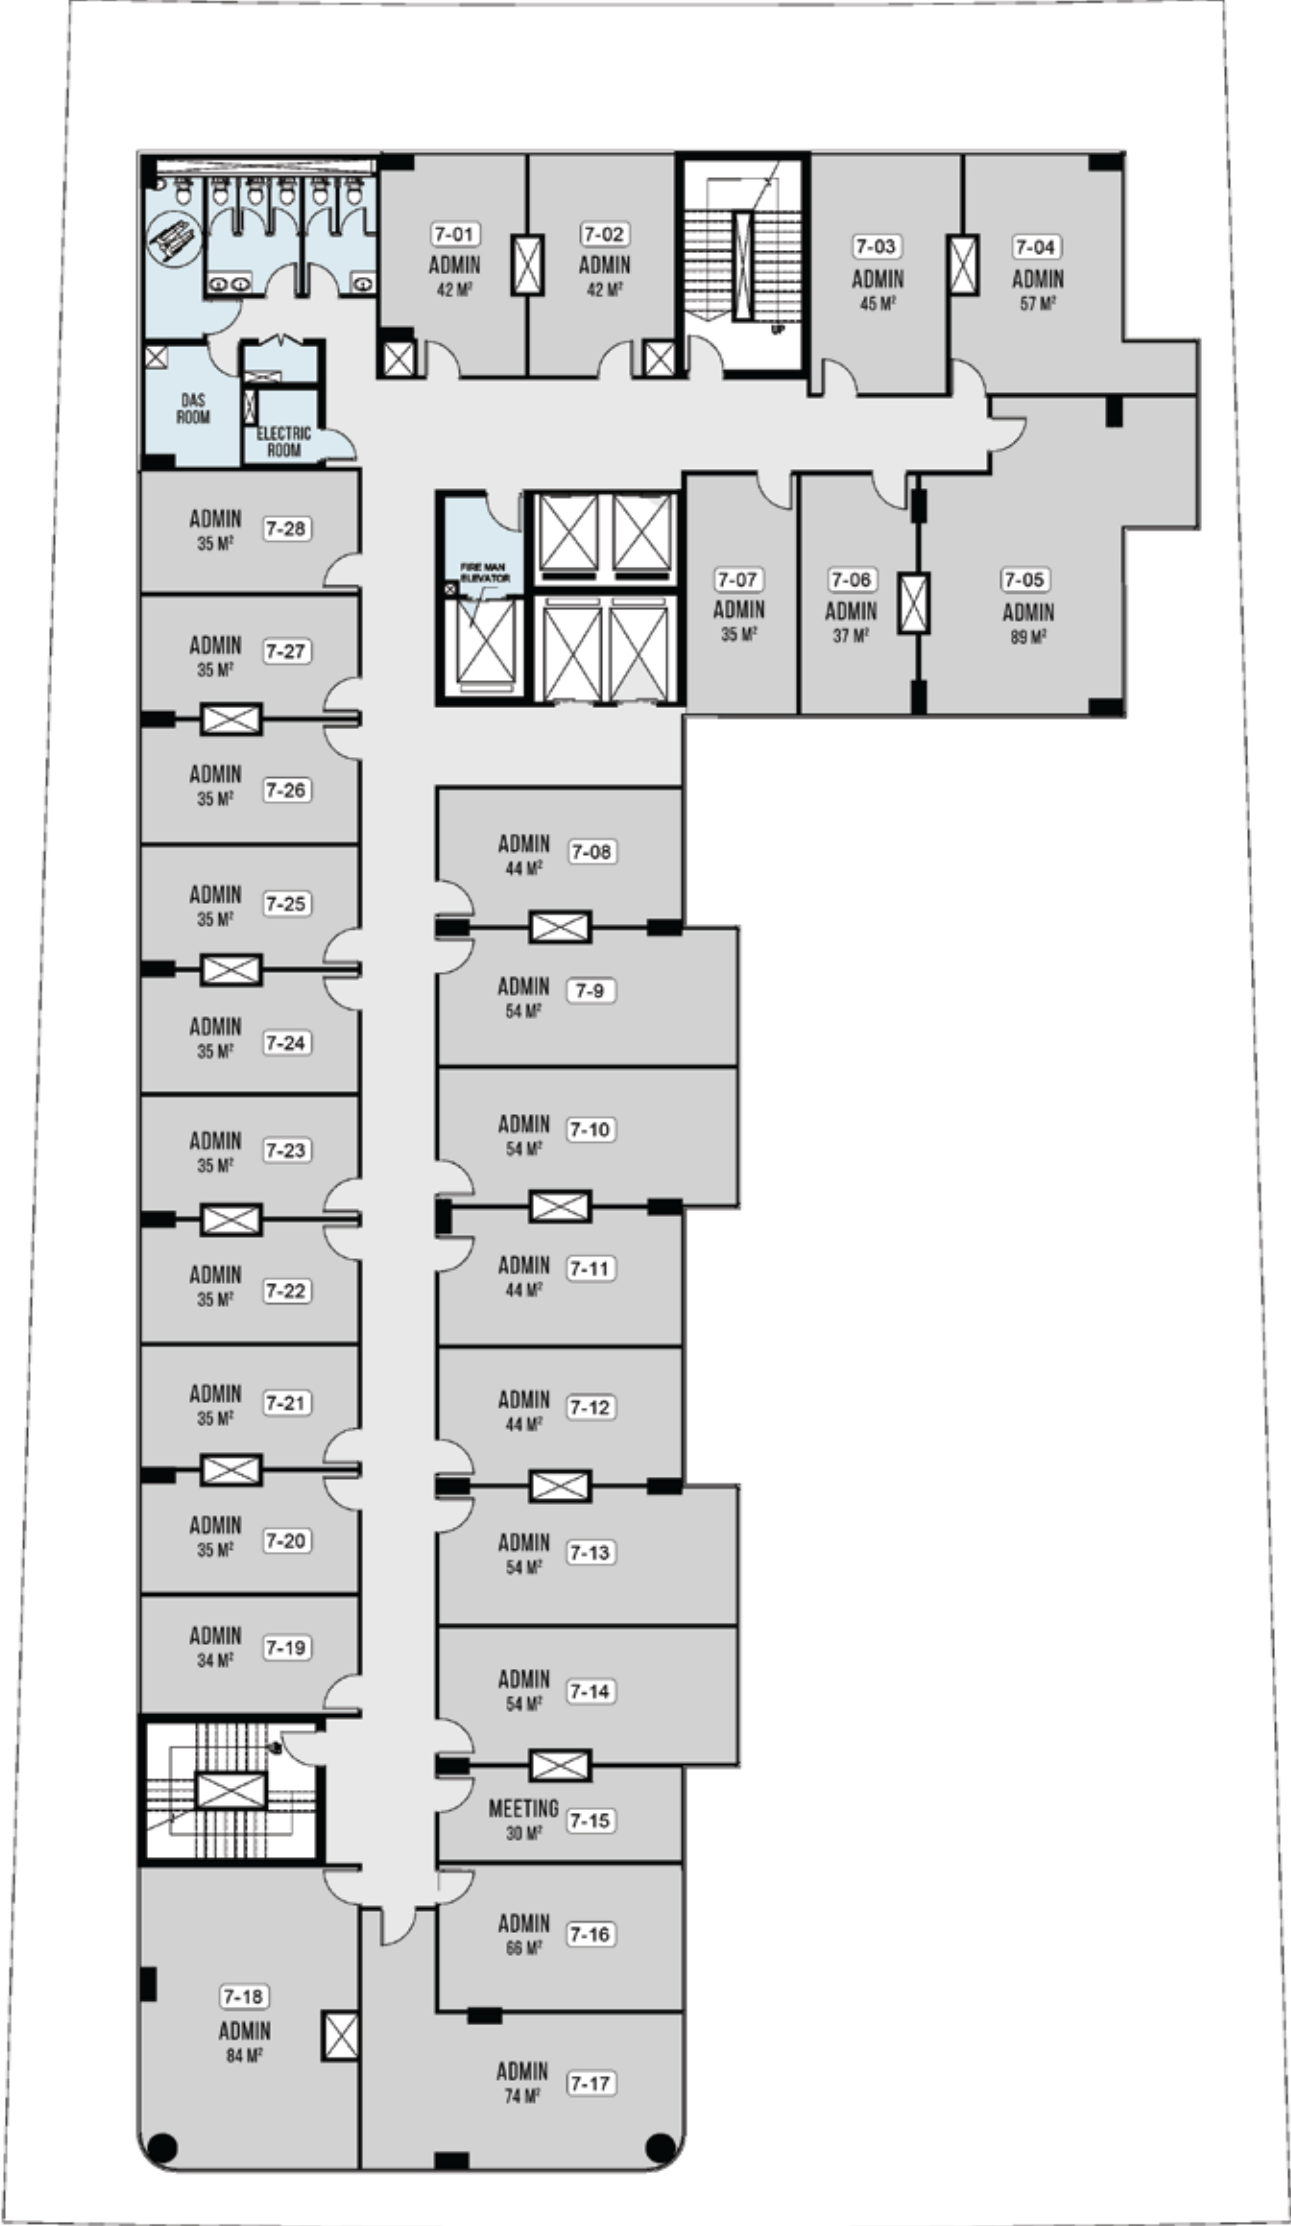 7-01
ADMIN
42 M²
7-02
ADMIN
42 M²
UP
7-03
ADMIN
45 M²
7-04
ADMIN
57 M²
DAS
ROOM
ELECTRIC
ROOM
ADMIN 7-28
35 M²
FIRE MAN
ELEVATOR
7-07
ADMIN
35 M²
7-06
ADMIN
37 M²
7-05
ADMIN
89 M²
ADMIN 7-27
35 M²
ADMIN 7-26
35 M²
ADMIN 7-08
44 M²
ADMIN 7-25
35 M²
ADMIN 7-9
54 M²
ADMIN 7-24
35 M²
ADMIN 7-10
54 M²
ADMIN 7-23
35 M²
ADMIN 7-11
44 M²
ADMIN 7-22
35 M²
ADMIN 7-12
44 M²
ADMIN 7-21
35 M²
ADMIN 7-13
54 M²
ADMIN 7-20
35 M²
ADMIN 7-14
54 M²
ADMIN 7-19
34 M²
MEETING 7-15
30 M²
ADMIN 7-16
66 M²
7-18
ADMIN
84 M²
ADMIN 7-17
74 M²